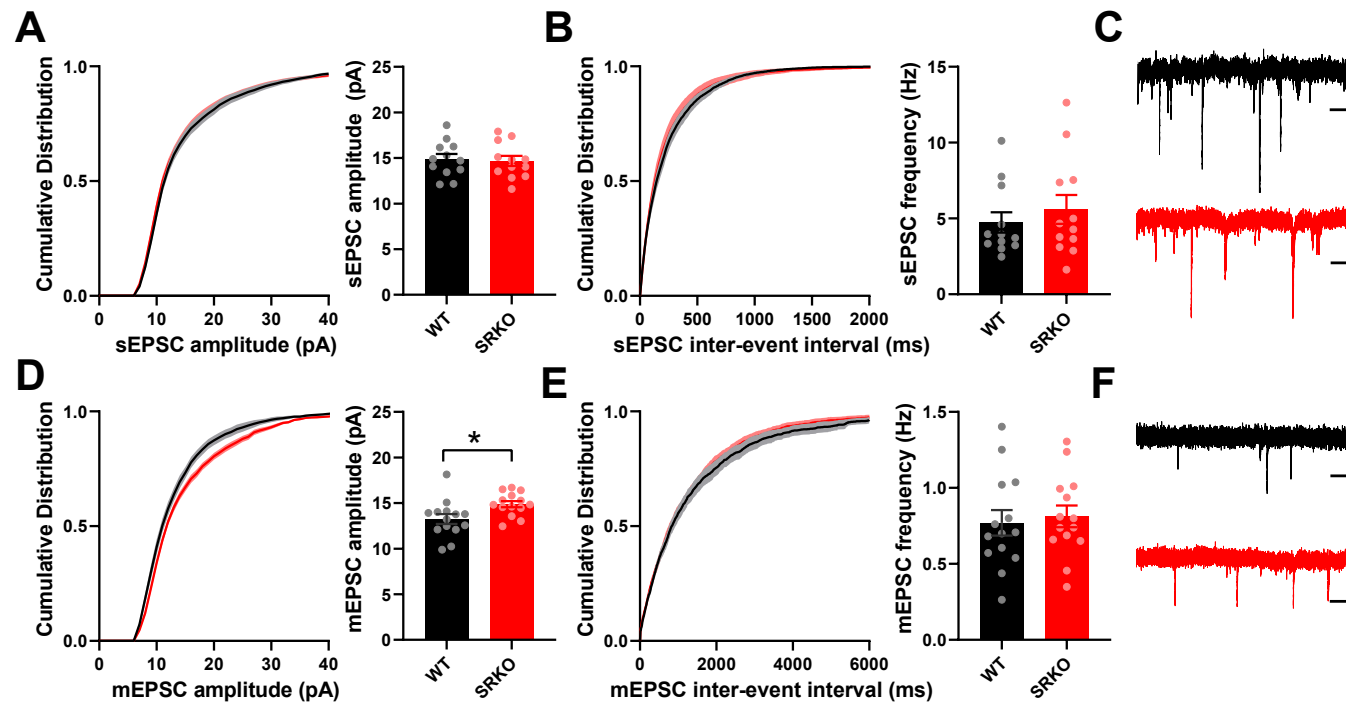 A
Cumulative Distribution
1.0
0.5
0.0
0 10 20 30 40
sEPSC amplitude (pA)
sEPSC amplitude (pA)
25
20
15
10
5
0
WT
SRKO
B
Cumulative Distribution
1.0
0.5
0.0
0 500 1000 1500 2000
sEPSC inter-event interval (ms)
sEPSC frequency (Hz)
15
10
5
0
WT
SRKO
C
D
Cumulative Distribution
1.0
0.5
0.0
0 10 20 30 40
mEPSC amplitude (pA)
mEPSC amplitude (pA)
25
20
15
10
5
0
*
WT
SRKO
E
Cumulative Distribution
1.0
0.5
0.0
0 2000 4000 6000
mEPSC inter-event interval (ms)
mEPSC frequency (Hz)
1.5
1.0
0.5
0.0
WT
SRKO
F